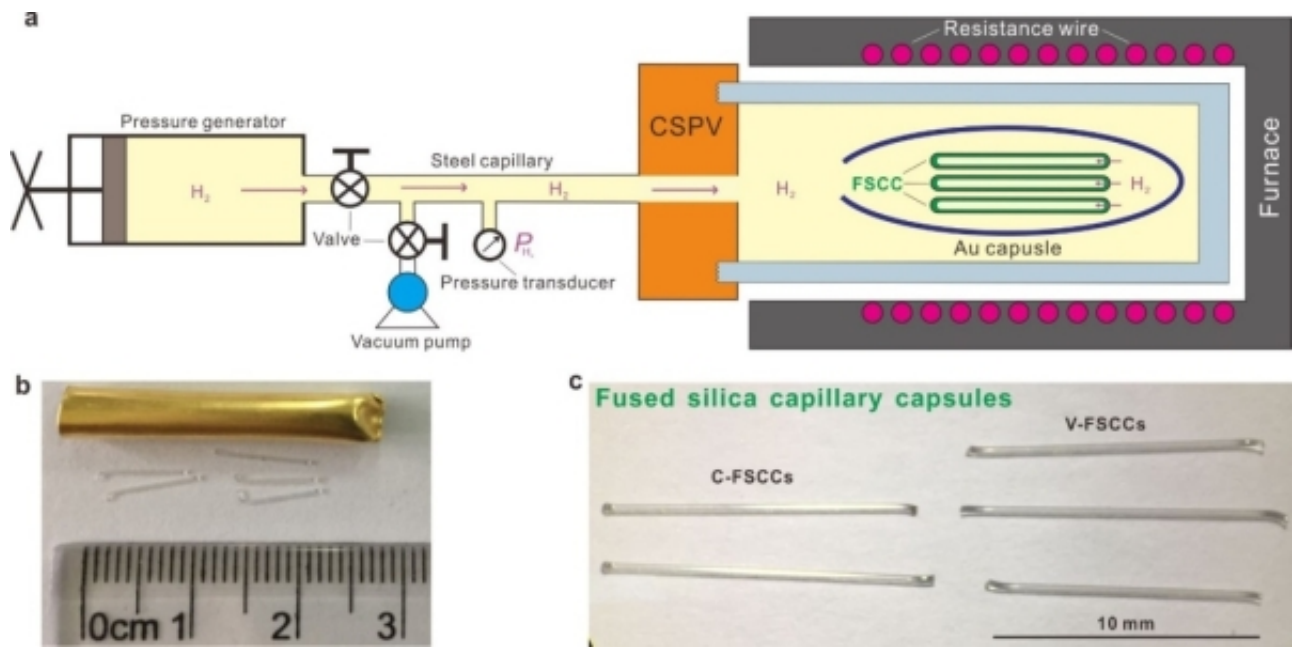 a
Resistance wire
Pressure generator
Steel capillary
CSPV
H₂
H₂
H₂
FSCC
H₂
Furnace
Valve
P_H₂
Au capusle
Pressure transducer
Vacuum pump
b
0cm 1 2 3
c
Fused silica capillary capsules
V-FSCCs
C-FSCCs
10 mm